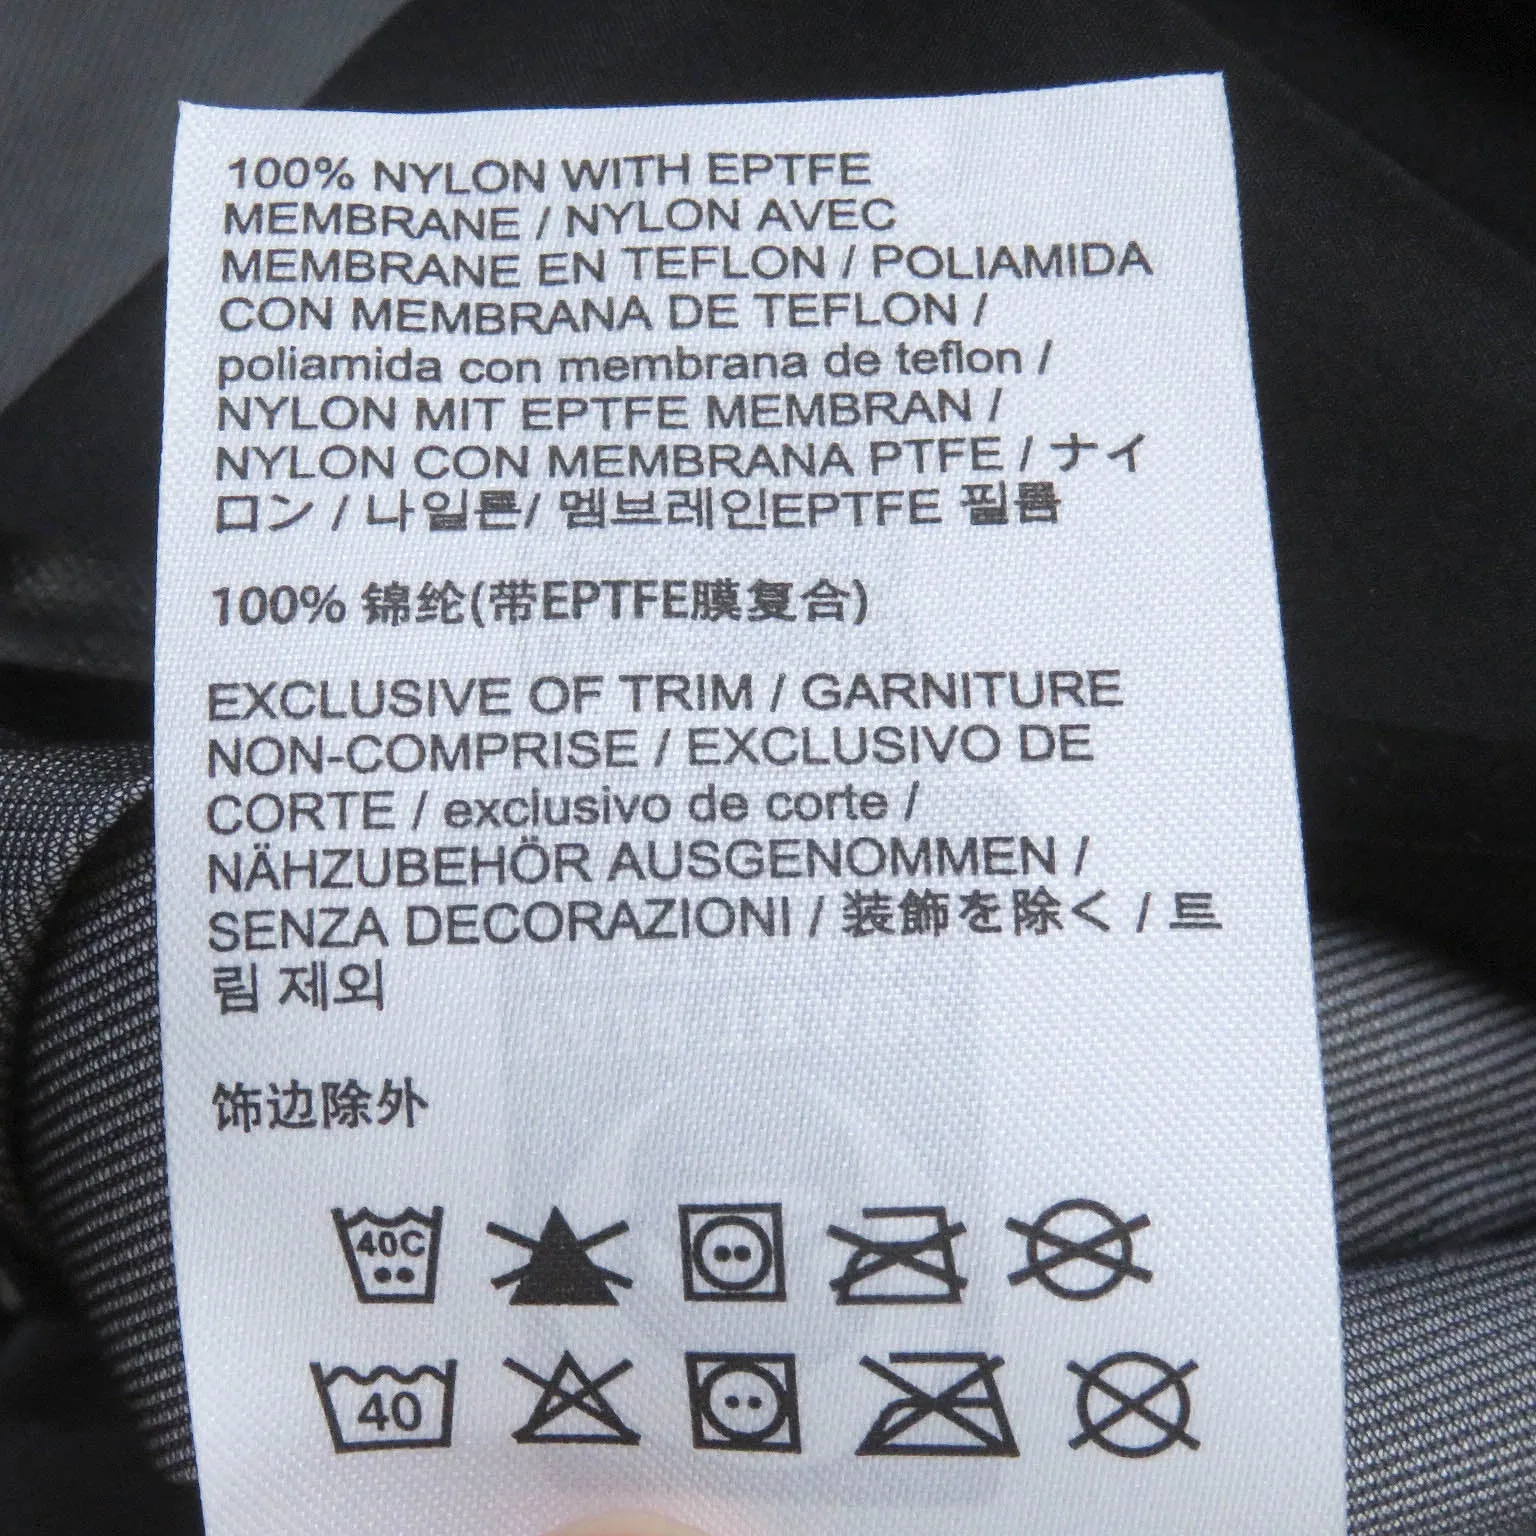 100% NYLON WITH EPTFE
MEMBRANE / NYLON AVEC
MEMBRANE EN TEFLON / POLIAMIDA
CON MEMBRANA DE TEFLON /
poliamida con membrana de teflon /
NYLON MIT EPTFE MEMBRAN /
NYLON CON MEMBRANA PTFE / ナイ
ロン / 나일론/ 멤브레인EPTFE 필름
100% 锦纶(带EPTFE膜复合)
EXCLUSIVE OF TRIM / GARNITURE
NON-COMPRISE / EXCLUSIVO DE
CORTE / exclusivo de corte /
NÄHZUBEHÖR AUSGENOMMEN /
SENZA DECORAZIONI / 装飾を除く / 트
림 제외
饰边除外
40C
40